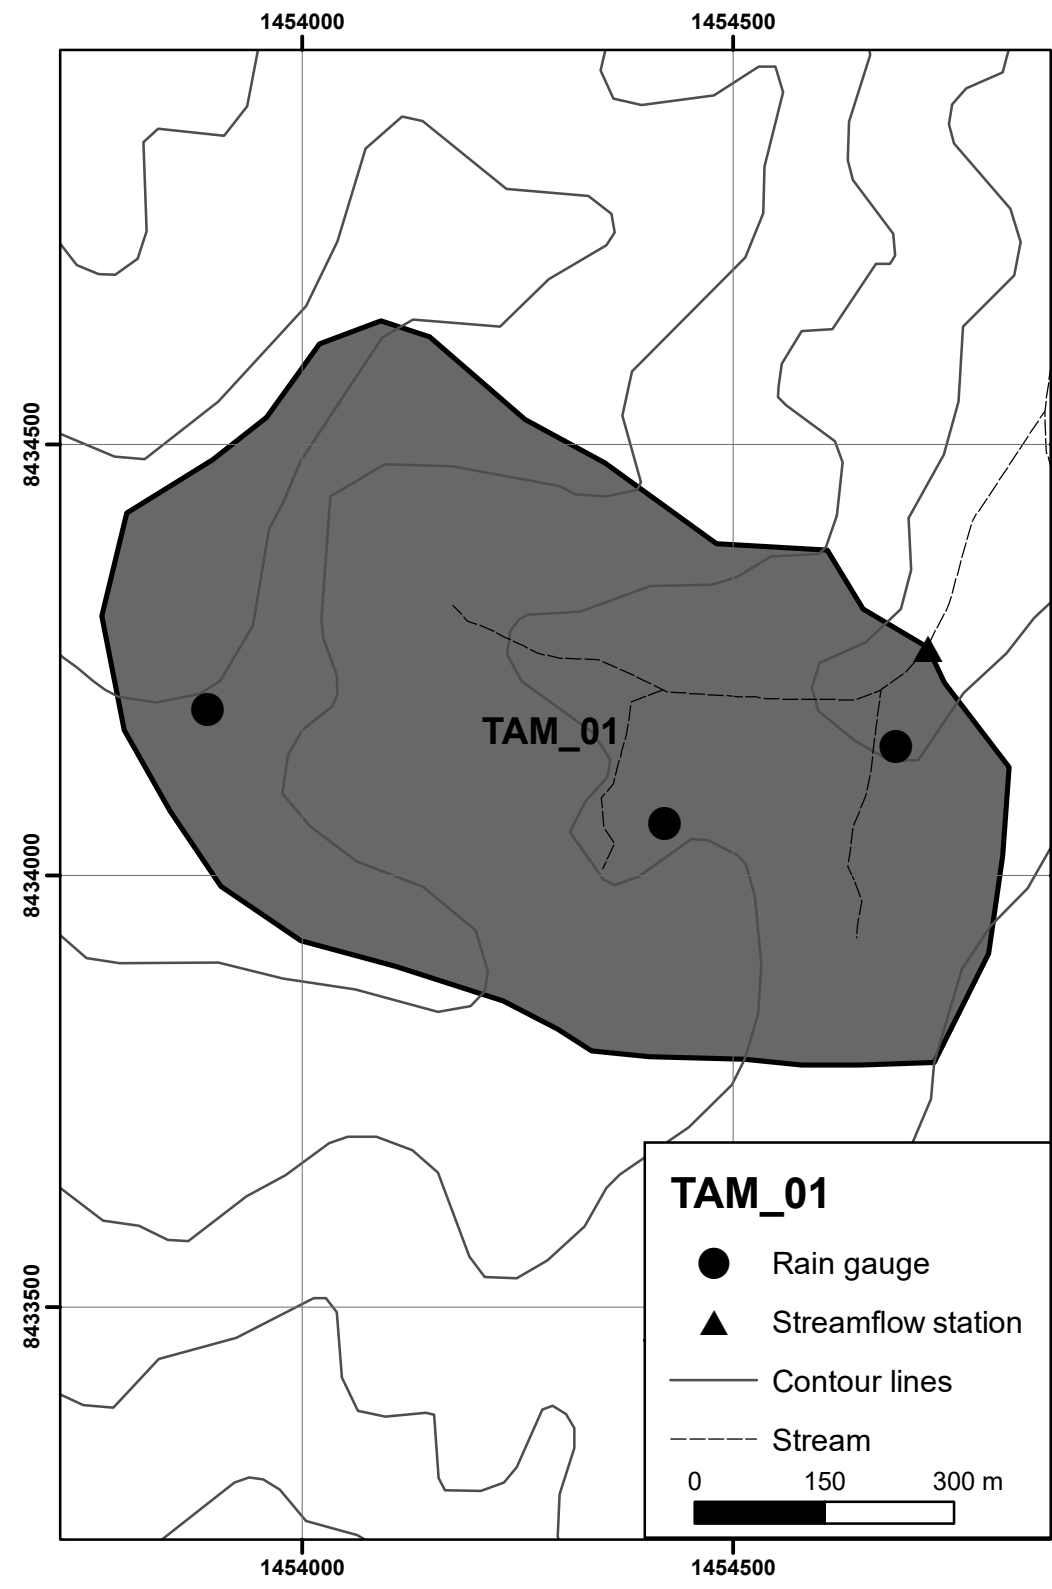 1454000 1454500
8434500
TAM_01
8434000
8433500
TAM_01
Rain gauge
Streamflow station
Contour lines
Stream
0 150 300 m
1454000 1454500